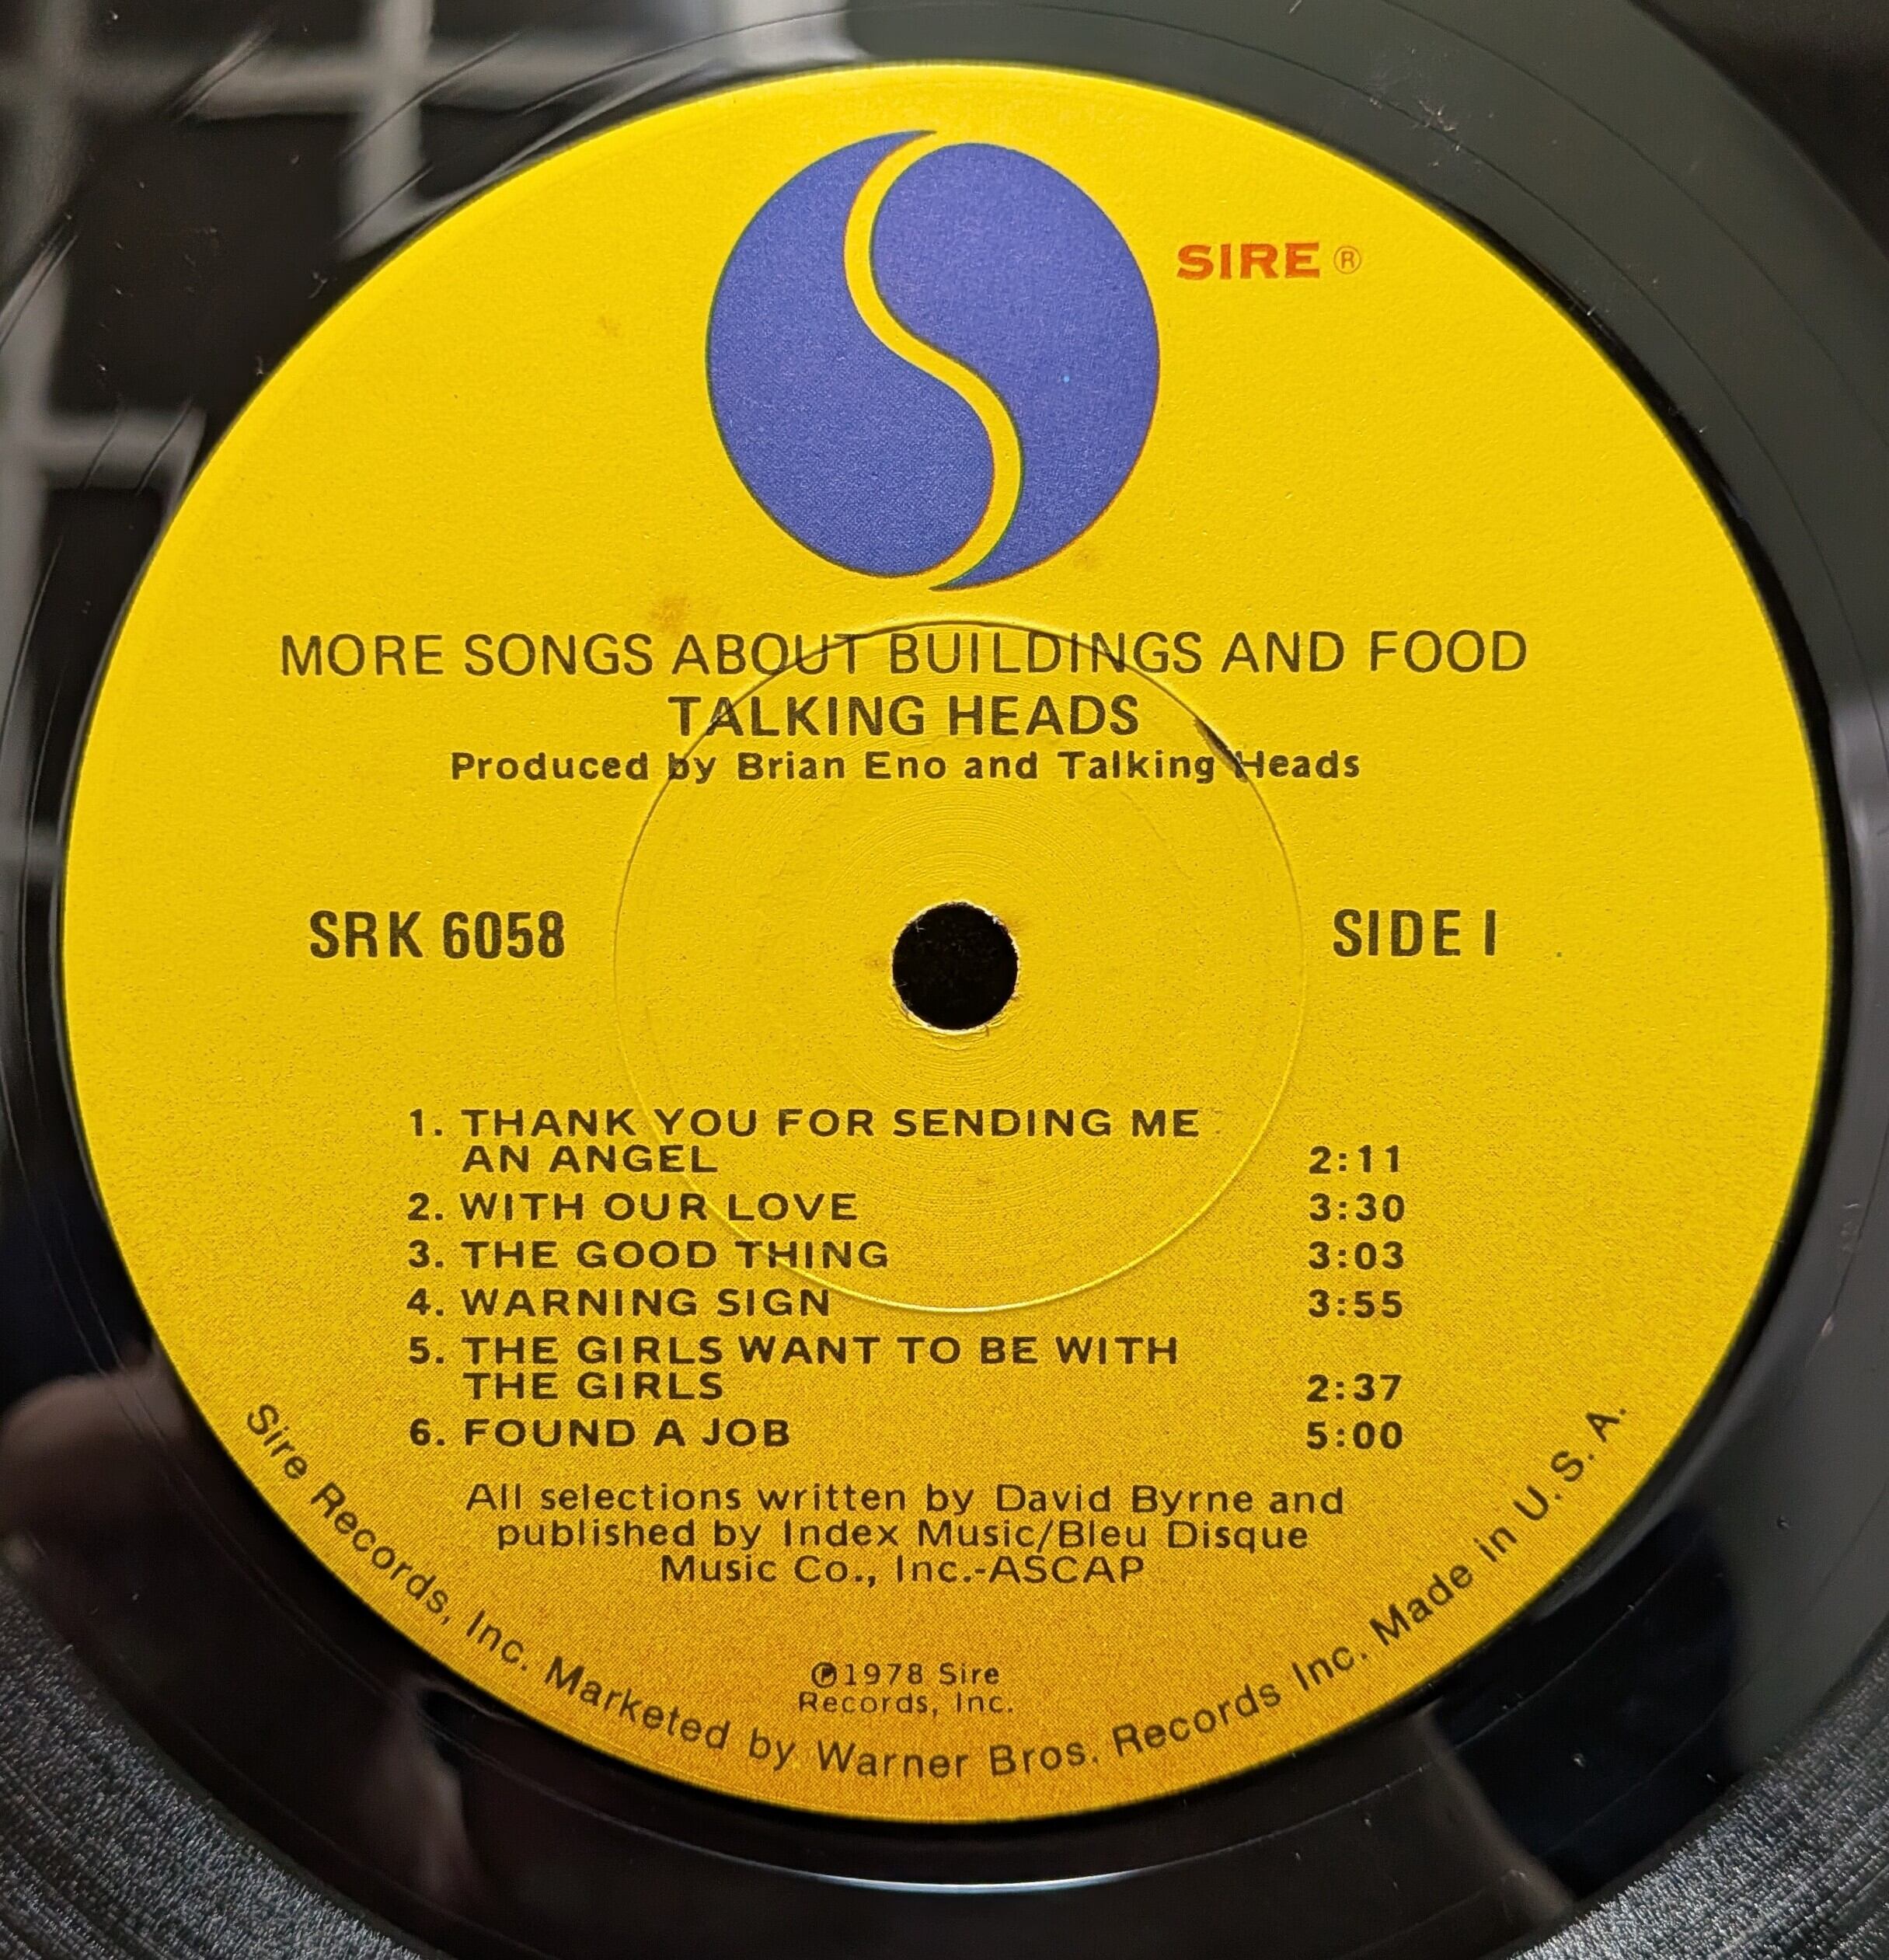 SIRE ®
MORE SONGS ABOUT BUILDINGS AND FOOD
TALKING HEADS
Produced by Brian Eno and Talking Heads
SRK 6058
SIDE I
1. THANK YOU FOR SENDING ME
AN ANGEL 2:11
2. WITH OUR LOVE 3:30
3. THE GOOD THING 3:03
4. WARNING SIGN 3:55
5. THE GIRLS WANT TO BE WITH
THE GIRLS 2:37
6. FOUND A JOB 5:00
All selections written by David Byrne and
published by Index Music/Bleu Disque
Music Co., Inc.-ASCAP
℗1978 Sire
Records, Inc.
Sire Records, Inc. Marketed by Warner Bros. Records Inc. Made in U. S. A.